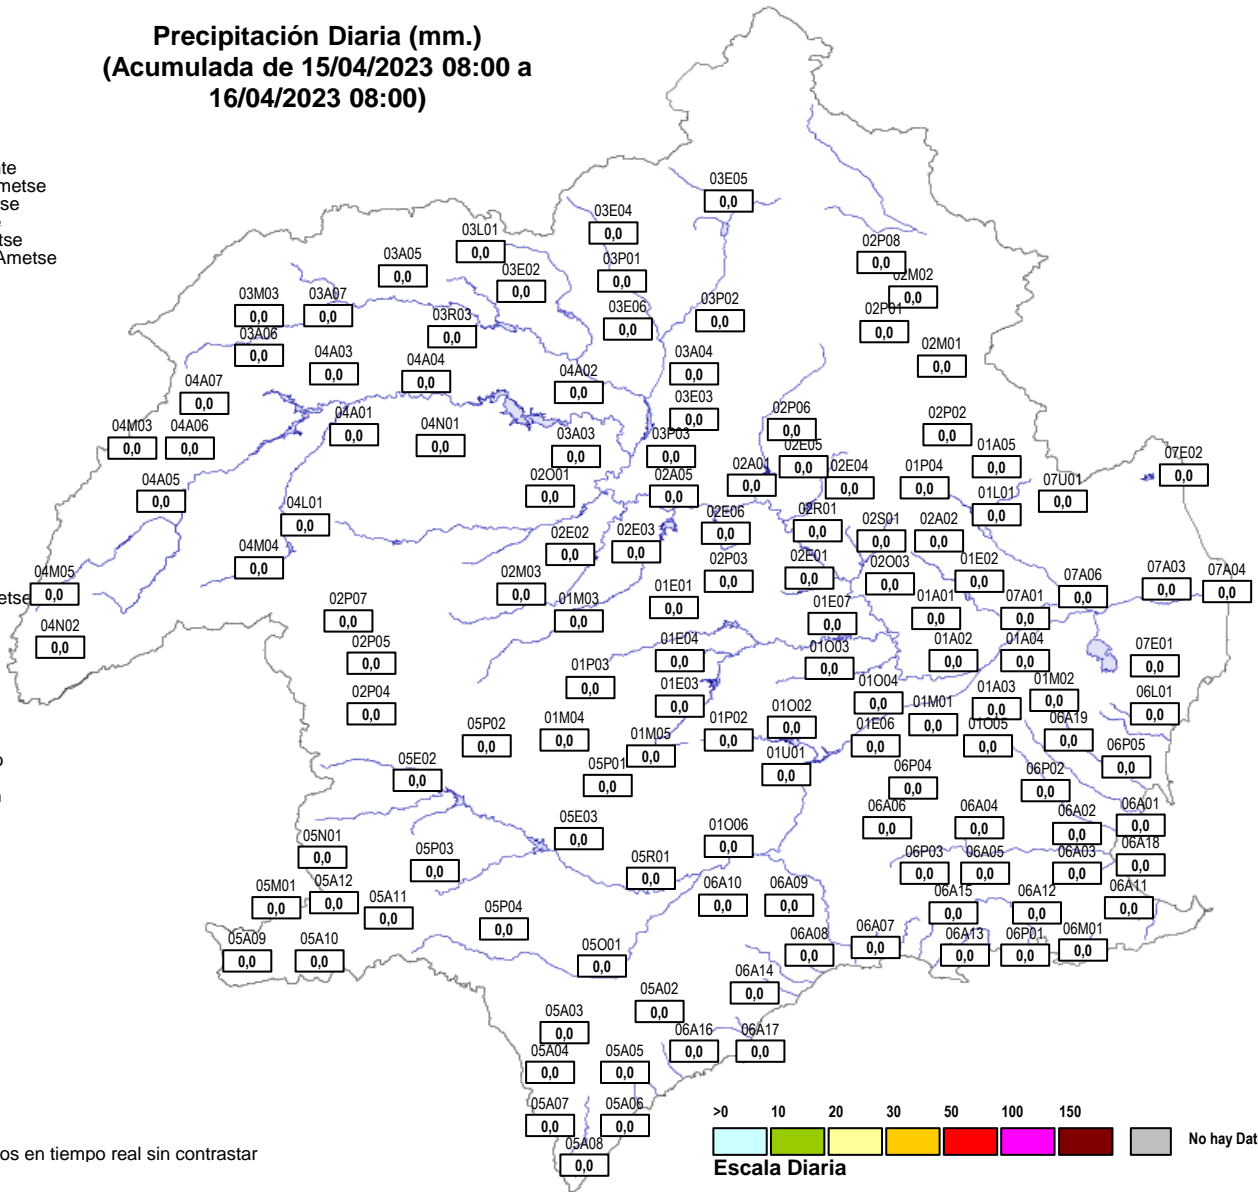 Precipitación Diaria (mm.)
(Acumulada de 15/04/2023 08:00 a
16/04/2023 08:00)
te
metse
se
tse
Ametse
etse
03E05
0,0
03E04
0,0
03L01
0,0
03A05
0,0
03E02
0,0
03P01
0,0
02P08
0,0
02M02
0,0
03M03
0,0
03A07
0,0
03R03
0,0
03E06
0,0
03P02
0,0
02P01
0,0
03A06
0,0
04A03
0,0
04A04
0,0
04A02
0,0
03A04
0,0
02M01
0,0
04A07
0,0
03E03
0,0
04M03
0,0
04A06
0,0
04A01
0,0
04N01
0,0
03A03
0,0
03P03
0,0
02P06
0,0
02P02
0,0
02E05
0,0
01A05
0,0
07E02
0,0
04A05
0,0
02O01
0,0
02A05
0,0
02A01
0,0
02E04
0,0
01P04
0,0
07U01
0,0
01L01
0,0
04L01
0,0
02E06
0,0
02R01
0,0
02S01
0,0
02A02
0,0
02E02
0,0
02E03
0,0
04M04
0,0
02P03
0,0
02E01
0,0
02O03
0,0
01E02
0,0
04M05
0,0
02M03
0,0
07A06
0,0
07A03
0,0
07A04
0,0
01M03
0,0
01E01
0,0
01E07
0,0
01A01
0,0
07A01
0,0
02P07
0,0
04N02
0,0
02P05
0,0
01E04
0,0
01O03
0,0
01A02
0,0
01A04
0,0
07E01
0,0
01P03
0,0
01E03
0,0
01O04
0,0
01A03
0,0
01M02
0,0
06L01
0,0
02P04
0,0
05P02
0,0
01M04
0,0
01M05
0,0
01P02
0,0
01O02
0,0
01E06
0,0
01M01
0,0
01O05
0,0
06A19
0,0
06P05
0,0
05E02
0,0
05P01
0,0
01U01
0,0
06P04
0,0
06P02
0,0
05E03
0,0
01O06
0,0
06A06
0,0
06A04
0,0
06A02
0,0
06A01
0,0
05N01
0,0
05P03
0,0
05R01
0,0
06P03
0,0
06A05
0,0
06A03
0,0
06A18
0,0
05M01
0,0
05A12
0,0
05A11
0,0
06A10
0,0
06A09
0,0
06A15
0,0
06A12
0,0
06A11
0,0
05P04
0,0
05A09
0,0
05A10
0,0
05O01
0,0
06A08
0,0
06A07
0,0
06A13
0,0
06P01
0,0
06M01
0,0
06A14
0,0
05A02
0,0
05A03
0,0
06A16
0,0
06A17
0,0
05A04
0,0
05A05
0,0
05A07
0,0
05A06
0,0
05A08
0,0
>0 10 20 30 50 100 150
No hay Dat
Escala Diaria
os en tiempo real sin contrastar